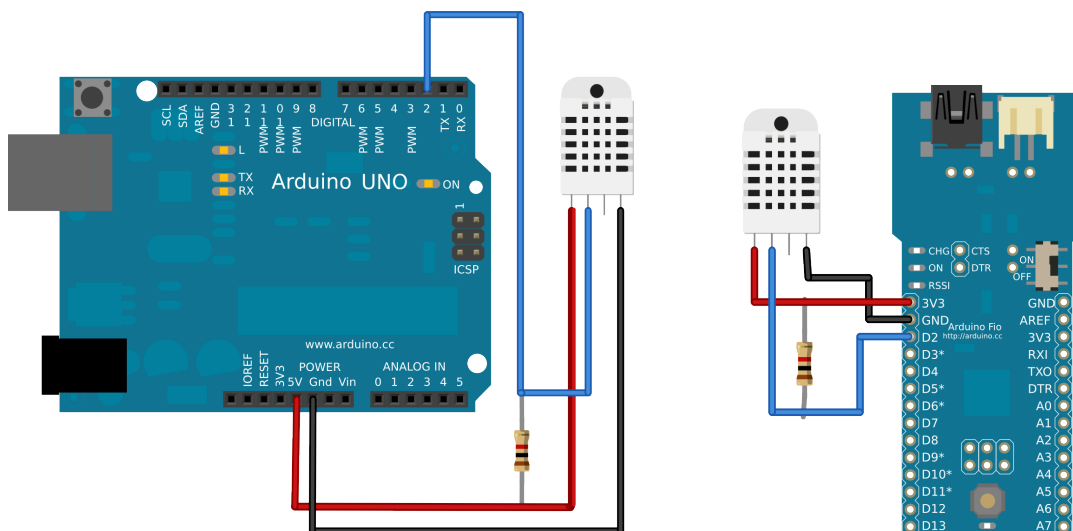 SCL
SDA
AREF
GND
13
12
PWM 11
PWM 10
PWM 9
8
DIGITAL
7
PWM 6
PWM 5
4
PWM 3
2
TX 1
RX 0
L
TX
RX
Arduino UNO
ON
1
ICSP
www.arduino.cc
POWER
ANALOG IN
IOREF
RESET
3V3
5V
Gnd
Vin
0 1 2 3 4 5
CHG
CTS
ON
DTR
RSSI
ON
OFF
3V3
GND
D2
D3*
D4
D5*
D6*
D7
D8
D9*
D10*
D11*
D12
D13
Arduino Fio
http://arduino.cc
GND
AREF
3V3
RXI
TXO
DTR
A0
A1
A2
A3
A4
A5
A6
A7